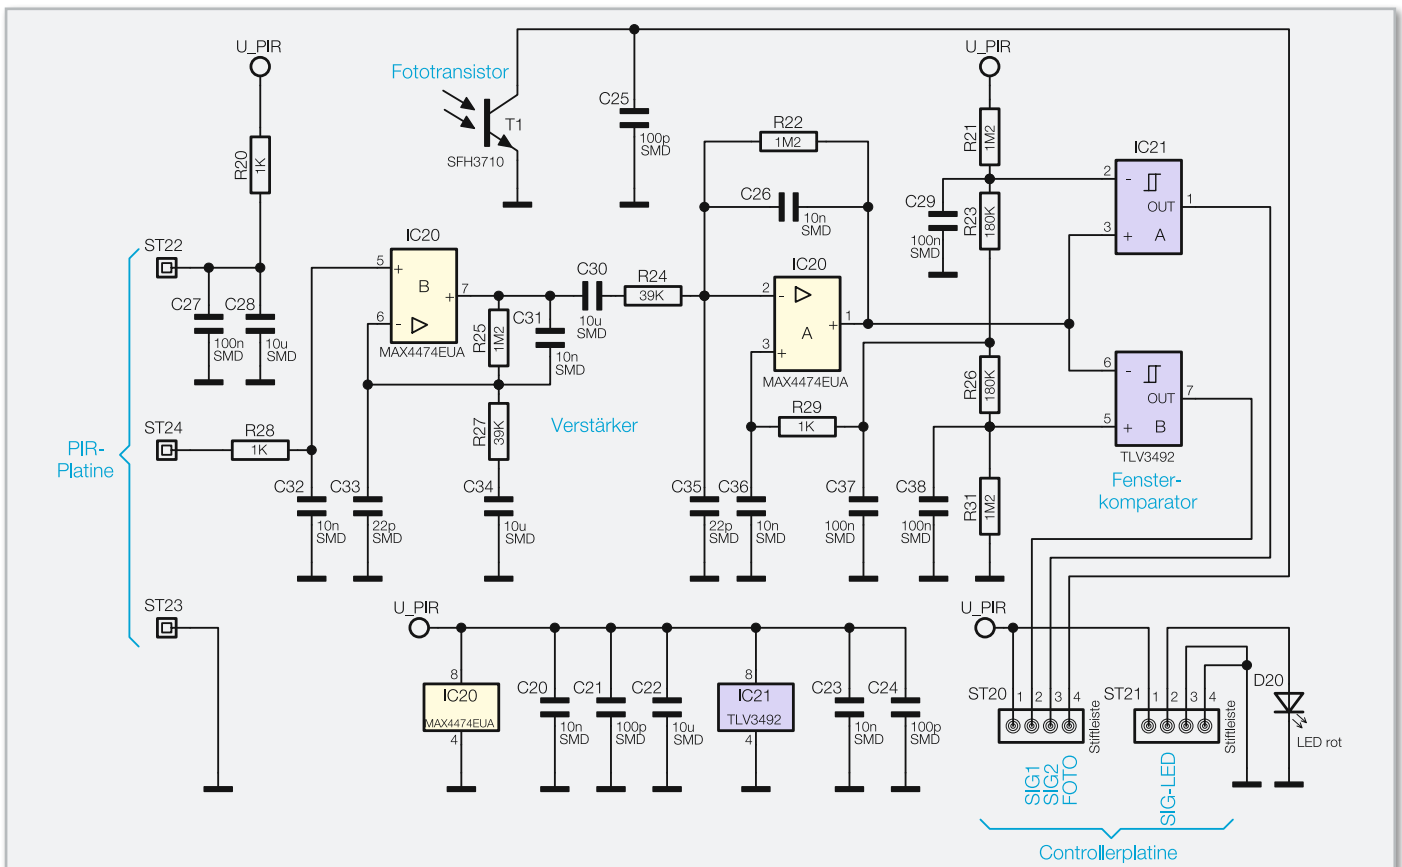 U_PIR
R20
1K
ST22
C27
100n
SMD
C28
10u
SMD
PIR-
Platine
ST24
R28
1K
C32
10n
SMD
ST23
Fototransistor
T1
SFH3710
C25
100p
SMD
IC20
5
+
B
7
+
6
-
MAX4474EUA
R25
1M2
C31
10n
SMD
C30
10u
SMD
R24
39K
R27
39K
C33
22p
SMD
C34
10u
SMD
Verstärker
R22
1M2
C26
10n
SMD
IC20
2
-
1
+
A
3
+
MAX4474EUA
R29
1K
C35
22p
SMD
C36
10n
SMD
C37
100n
SMD
C38
100n
SMD
U_PIR
R21
1M2
C29
100n
SMD
R23
180K
R26
180K
R31
1M2
IC21
2
-
OUT
1
3
+
A
6
-
OUT
7
5
+
B
TLV3492
Fenster-
komparator
U_PIR
8
IC20
MAX4474EUA
4
C20
10n
SMD
C21
100p
SMD
C22
10u
SMD
8
IC21
TLV3492
4
C23
10n
SMD
C24
100p
SMD
U_PIR
ST20
1
2
3
4
Stiftleiste
ST21
1
2
3
4
Stiftleiste
D20
LED rot
SIG1
SIG2
FOTO
SIG-LED
Controllerplatine